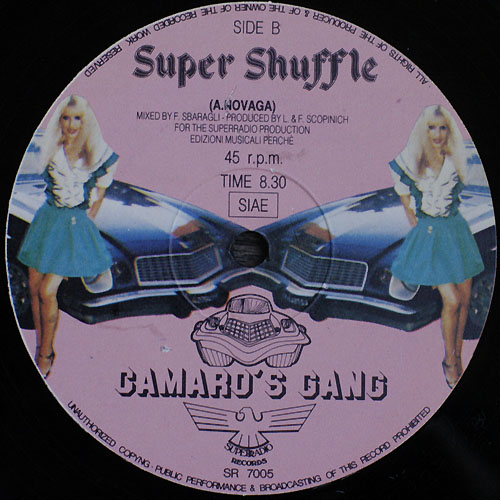 ALL RIGHTS OF THE PRODUCER & OF THE OWNER OF THE RECORDED WORK RESERVED
SIDE B
Super Shuffle
(A.NOVAGA)
MIXED BY F. SBARAGLI - PRODUCED BY L. & F. SCOPINICH
FOR THE SUPERRADIO PRODUCTION
EDIZIONI MUSICALI PERCHÈ
45 r.p.m.
TIME 8.30
SIAE
CAMARO'S GANG
SUPERRADIO
RECORDS
SR 7005
UNAUTHORIZED COPYNG - PUBLIC PERFORMANCE & BROADCASTING OF THIS RECORD PROHIBITED